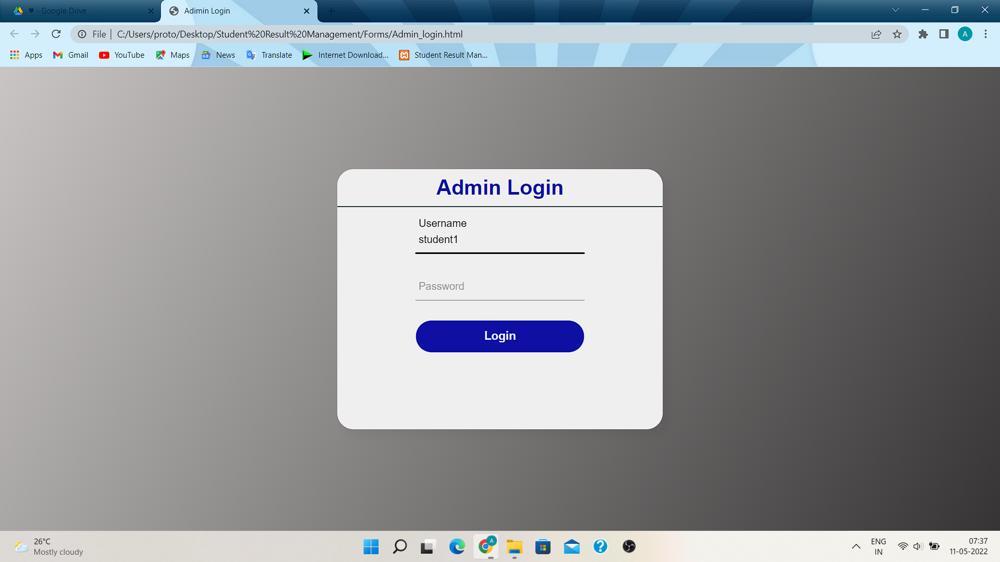 ♥ - Google Drive
Adimin Login
File | C:/Users/proto/Desktop/Student%20Result%20Management/Forms/Admin_login.html
A
Apps
Gmail
YouTube
Maps
News
Translate
Internet Download...
Student Result Man...
Admin Login
Username
student1
Password
Login
26°C
Mostly cloudy
A
ENG
IN
07:37
11-05-2022